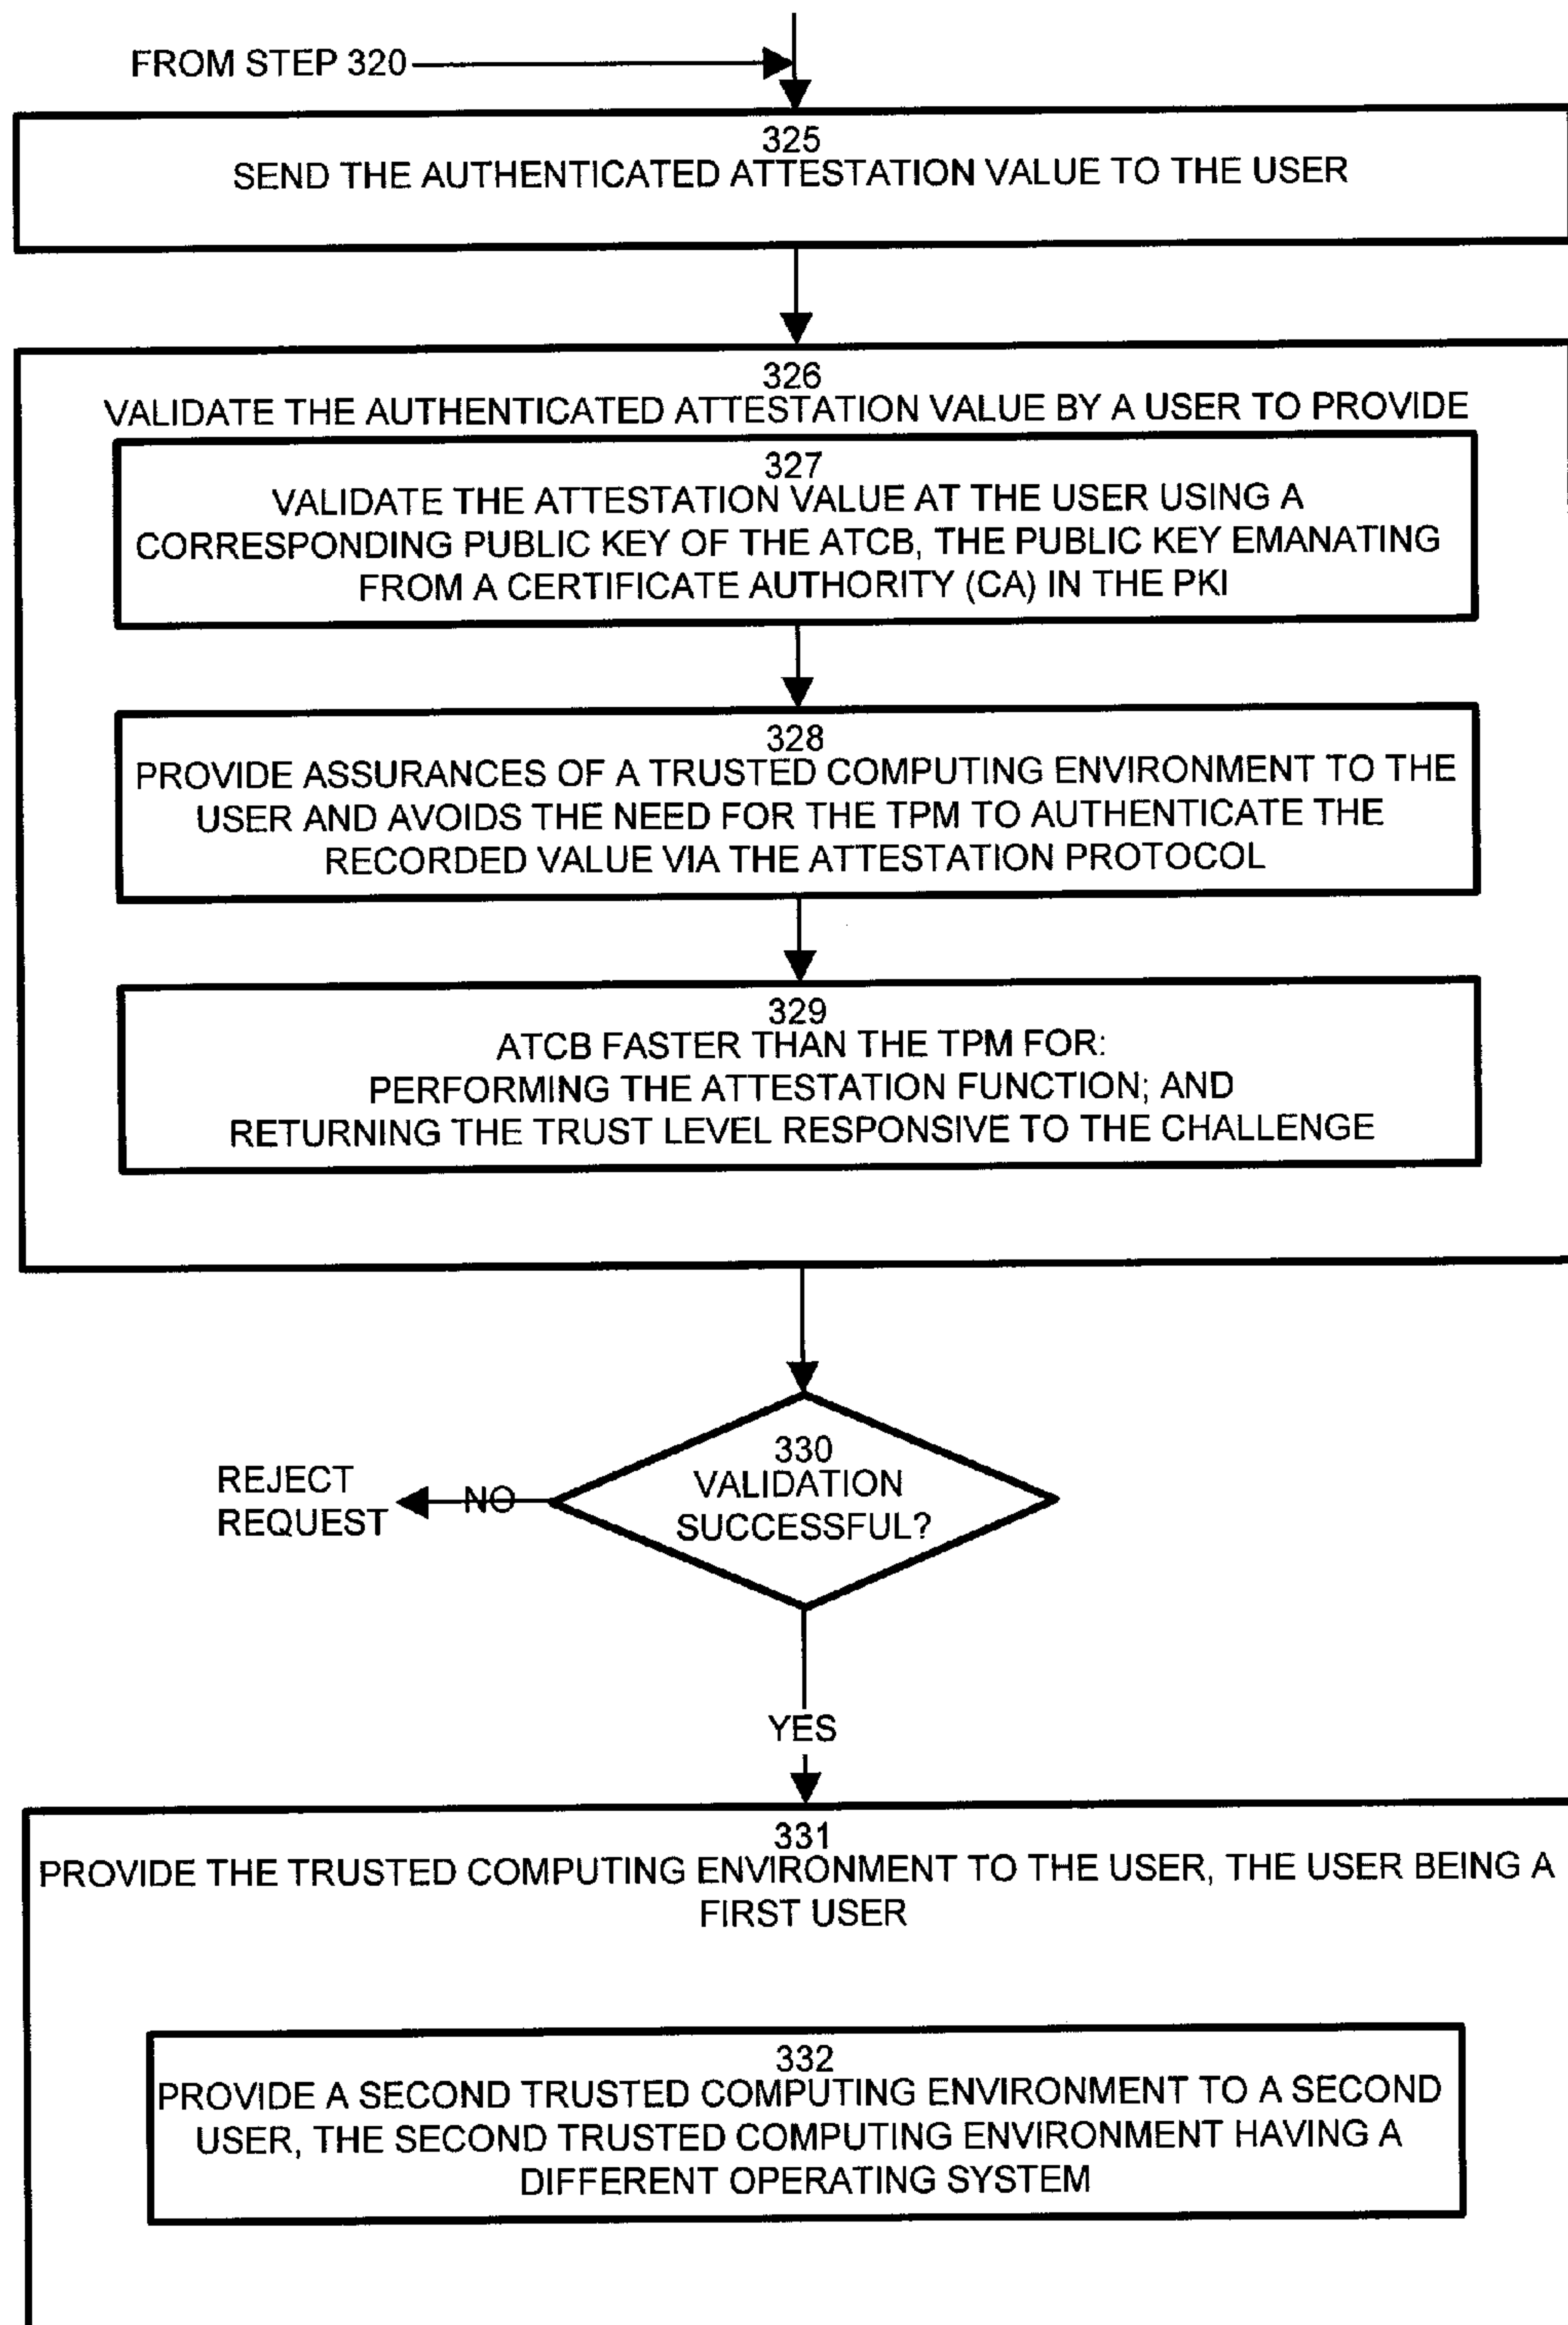 FROM STEP 320
325
SEND THE AUTHENTICATED ATTESTATION VALUE TO THE USER
326
VALIDATE THE AUTHENTICATED ATTESTATION VALUE BY A USER TO PROVIDE
327
VALIDATE THE ATTESTATION VALUE AT THE USER USING A
CORRESPONDING PUBLIC KEY OF THE ATCB, THE PUBLIC KEY EMANATING
FROM A CERTIFICATE AUTHORITY (CA) IN THE PKI
328
PROVIDE ASSURANCES OF A TRUSTED COMPUTING ENVIRONMENT TO THE
USER AND AVOIDS THE NEED FOR THE TPM TO AUTHENTICATE THE
RECORDED VALUE VIA THE ATTESTATION PROTOCOL
329
ATCB FASTER THAN THE TPM FOR:
PERFORMING THE ATTESTATION FUNCTION; AND
RETURNING THE TRUST LEVEL RESPONSIVE TO THE CHALLENGE
330
VALIDATION
SUCCESSFUL?
NO
REJECT
REQUEST
YES
331
PROVIDE THE TRUSTED COMPUTING ENVIRONMENT TO THE USER, THE USER BEING A
FIRST USER
332
PROVIDE A SECOND TRUSTED COMPUTING ENVIRONMENT TO A SECOND
USER, THE SECOND TRUSTED COMPUTING ENVIRONMENT HAVING A
DIFFERENT OPERATING SYSTEM